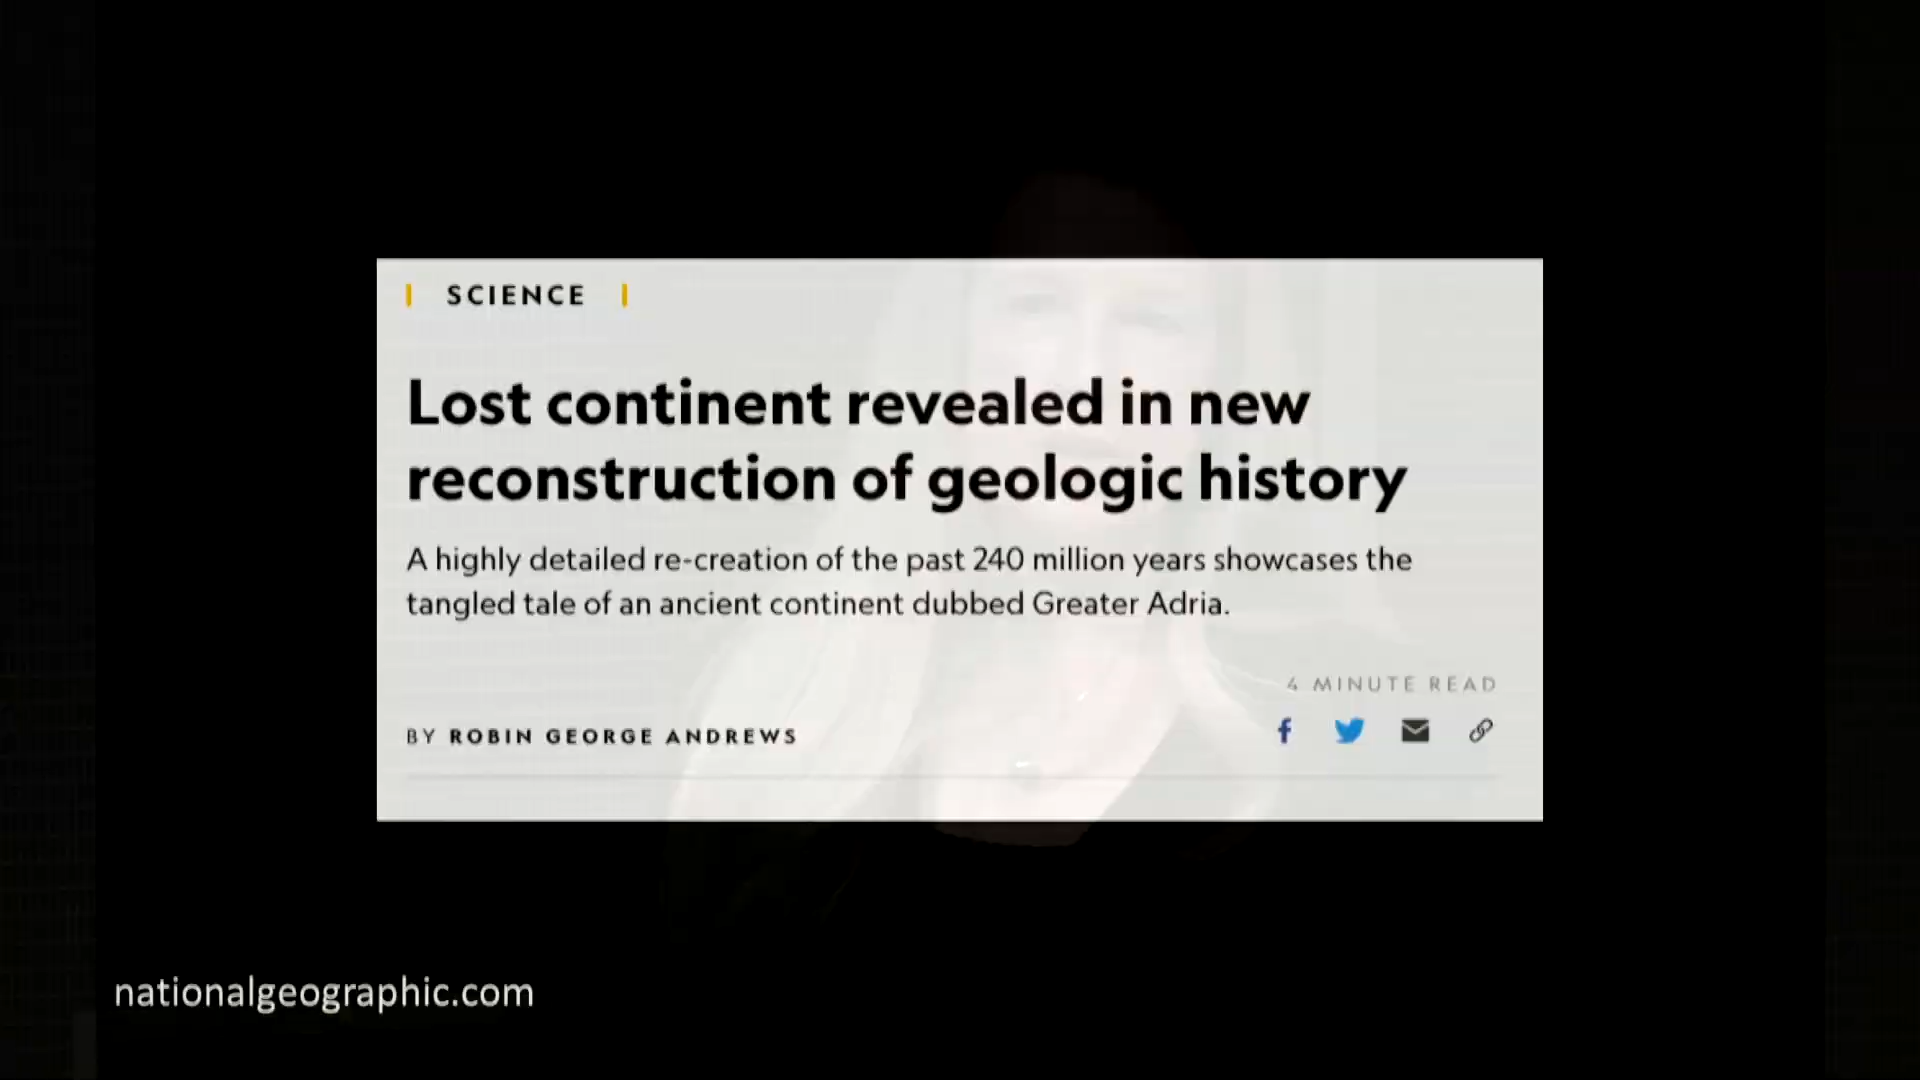 SCIENCE
Lost continent revealed in new
reconstruction of geologic history
A highly detailed re-creation of the past 240 million years showcases the
tangled tale of an ancient continent dubbed Greater Adria.
4 MINUTE READ
BY ROBIN GEORGE ANDREWS
nationalgeographic.com